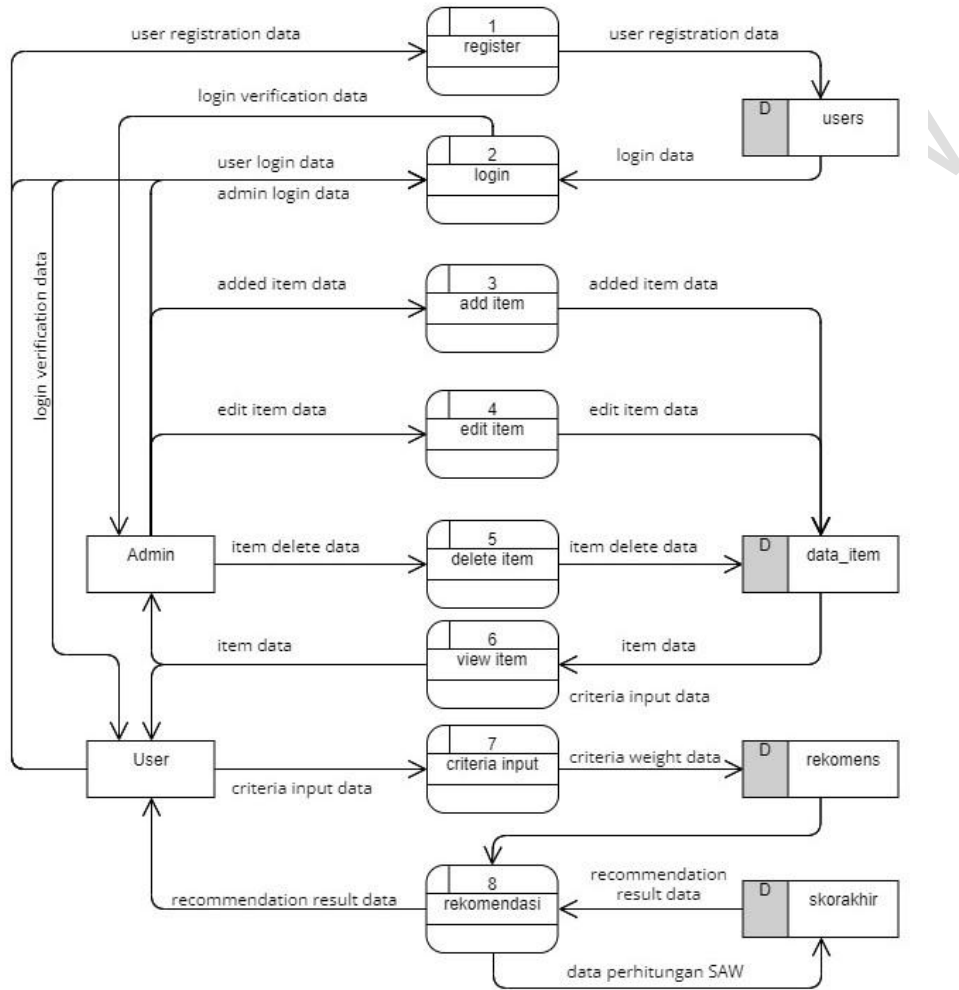 1
user registration data
register
user registration data
login verification data
D
users
2
user login data
login
login data
admin login data
login verification data
3
added item data
add item
added item data
4
edit item data
edit item
edit item data
Admin
item delete data
5
delete item
item delete data
D
data_item
6
item data
view item
item data
criteria input data
User
7
criteria input
criteria weight data
D
rekomens
criteria input data
8
rekomendasi
recommendation
result data
D
skorakhir
recommendation result data
data perhitungan SAW